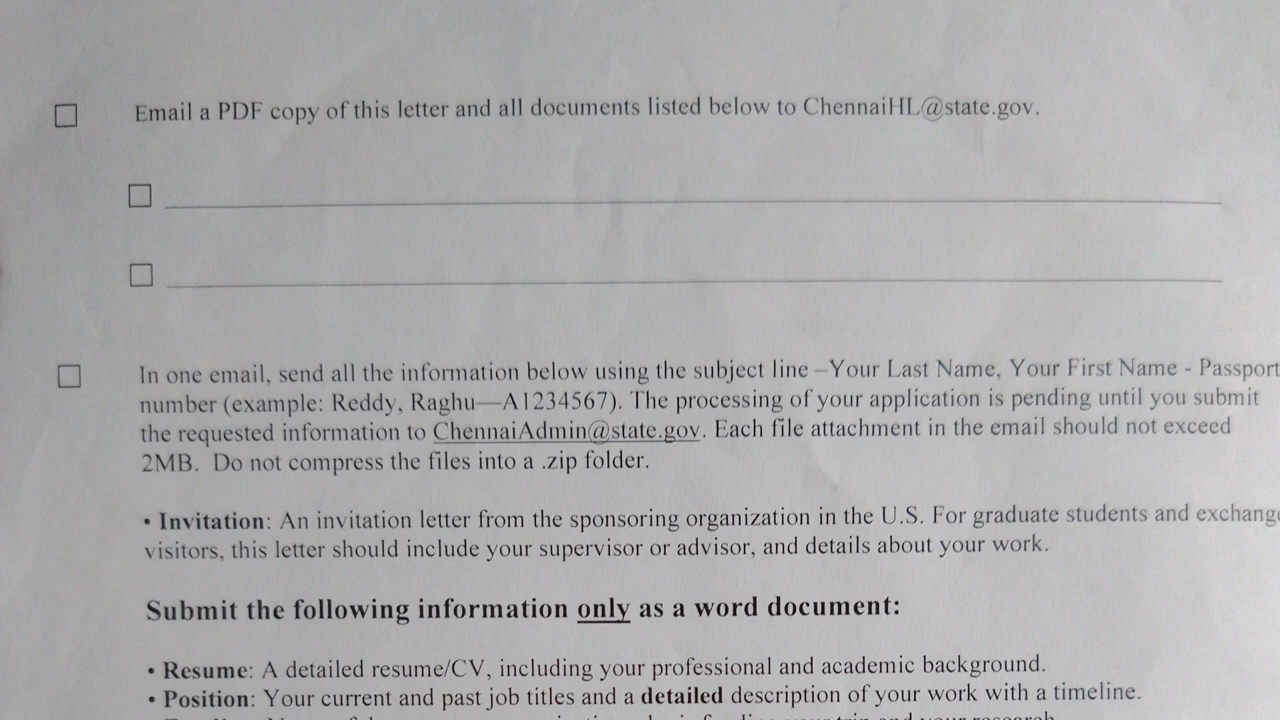 Email a PDF copy of this letter and all documents listed below to ChennaiHL@state.gov.
In one email, send all the information below using the subject line –Your Last Name, Your First Name - Passport
number (example: Reddy, Raghu—A1234567). The processing of your application is pending until you submit
the requested information to ChennaiAdmin@state.gov. Each file attachment in the email should not exceed
2MB. Do not compress the files into a .zip folder.
• Invitation: An invitation letter from the sponsoring organization in the U.S. For graduate students and exchange
visitors, this letter should include your supervisor or advisor, and details about your work.
Submit the following information only as a word document:
• Resume: A detailed resume/CV, including your professional and academic background.
• Position: Your current and past job titles and a detailed description of your work with a timeline.